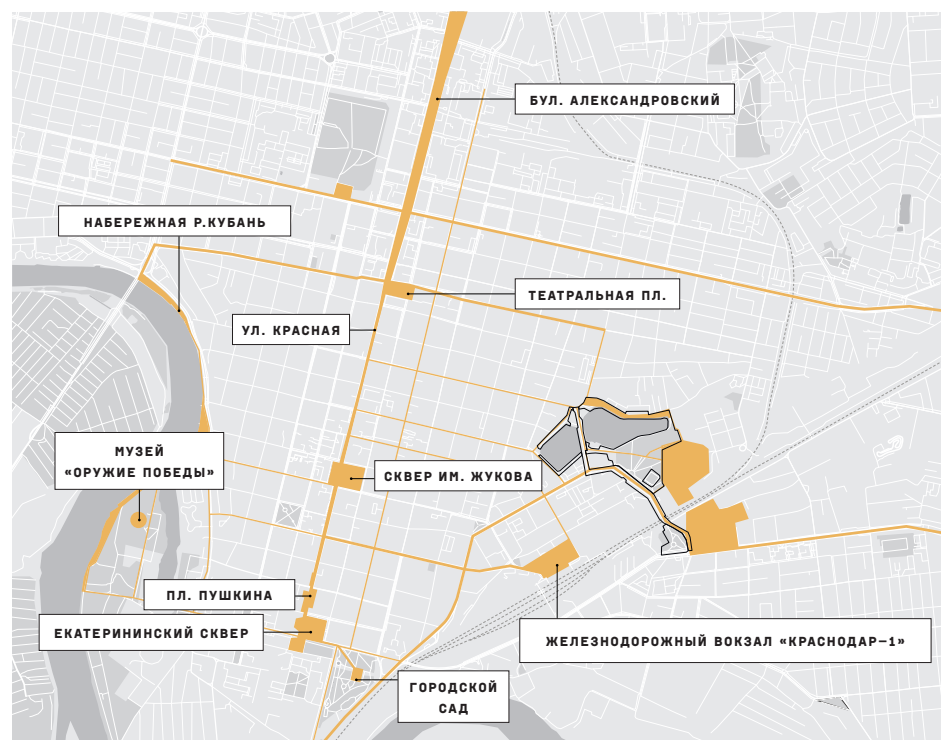 БУЛ. АЛЕКСАНДРОВСКИЙ
НАБЕРЕЖНАЯ Р.КУБАНЬ
ТЕАТРАЛЬНАЯ ПЛ.
УЛ. КРАСНАЯ
МУЗЕЙ
«ОРУЖИЕ ПОБЕДЫ»
СКВЕР ИМ. ЖУКОВА
ПЛ. ПУШКИНА
ЕКАТЕРИНИНСКИЙ СКВЕР
ЖЕЛЕЗНОДОРОЖНЫЙ ВОКЗАЛ «КРАСНОДАР–1»
ГОРОДСКОЙ
САД